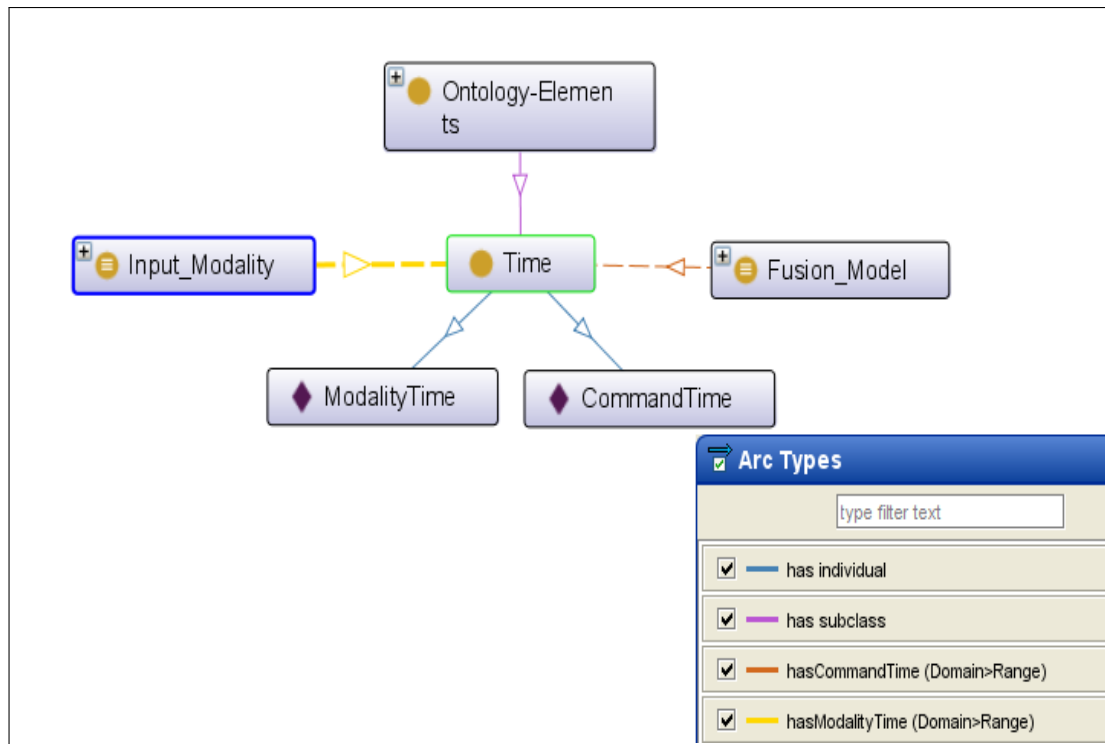 Ontology-Elemen
ts
Input_Modality
Time
Fusion_Model
ModalityTime
CommandTime
Arc Types
type filter text
has individual
has subclass
hasCommandTime (Domain>Range)
hasModalityTime (Domain>Range)